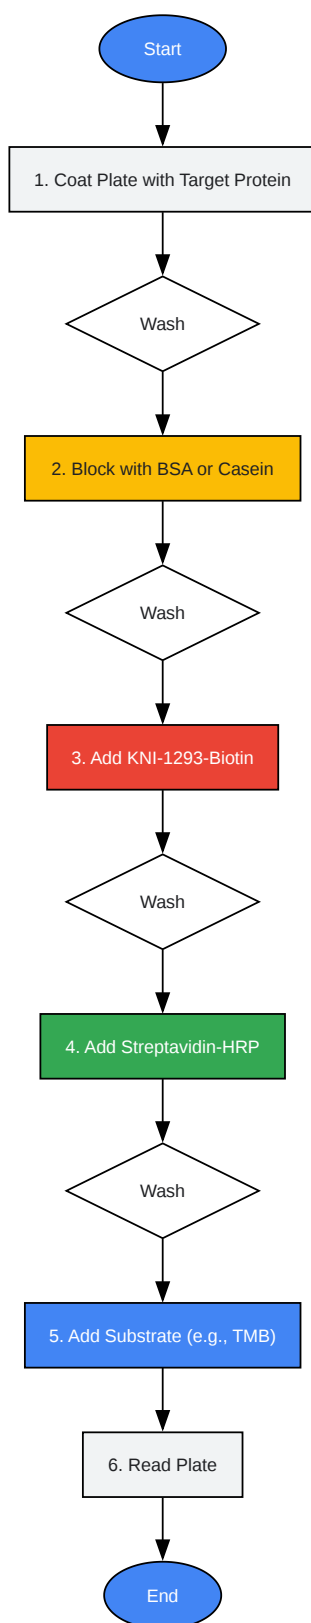 Start
1. Coat Plate with Target Protein
Wash
2. Block with BSA or Casein
Wash
3. Add KNI-1293-Biotin
Wash
4. Add Streptavidin-HRP
Wash
5. Add Substrate (e.g., TMB)
6. Read Plate
End